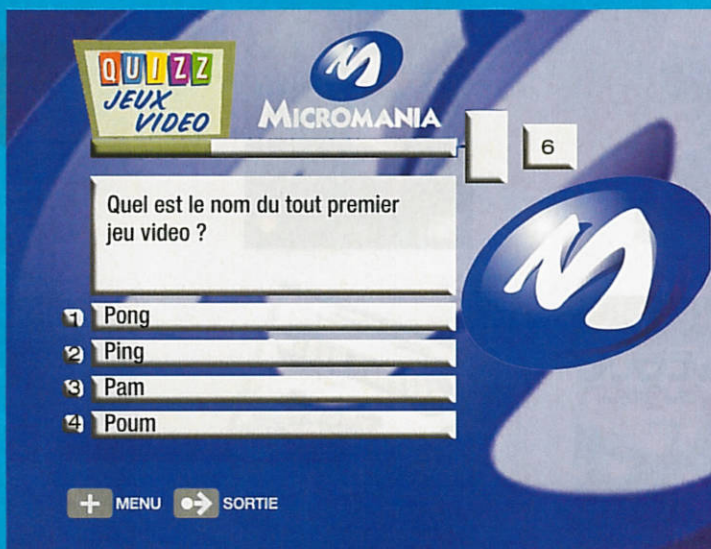 QUIZZ
JEUX
VIDEO
MICROMANIA
6
Quel est le nom du tout premier
jeu video ?
1 Pong
2 Ping
3 Pam
4 Poum
MENU SORTIE